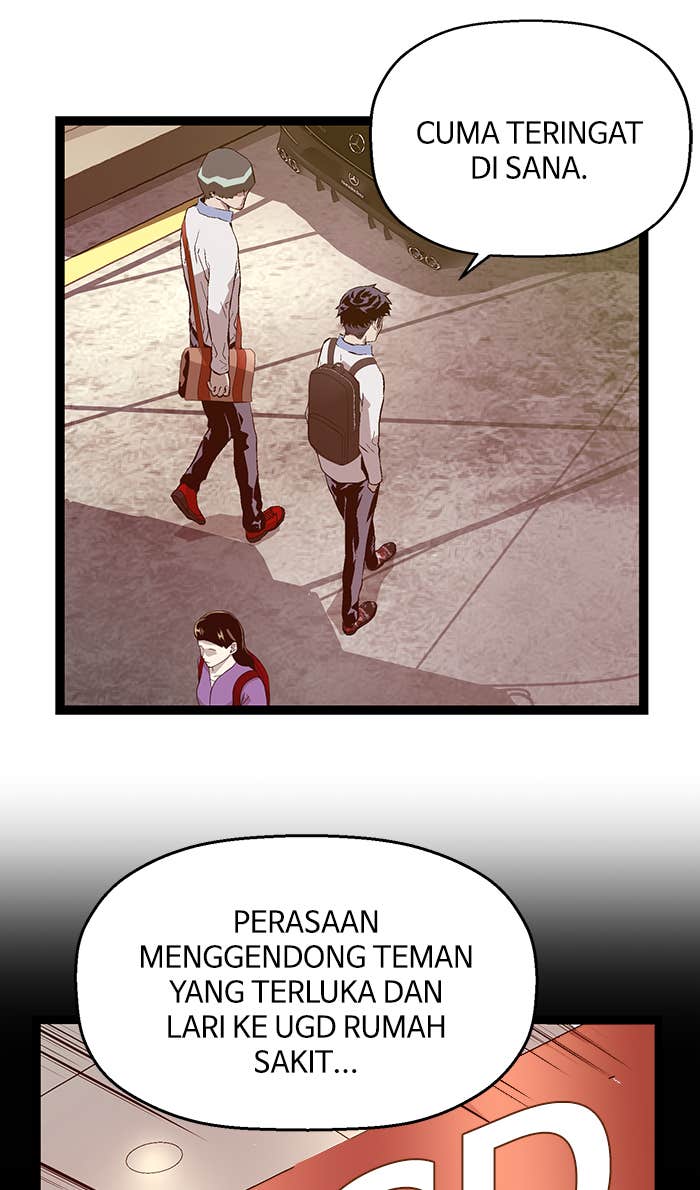 CUMA TERINGAT
DI SANA.
PERASAAN
MENGGENDONG TEMAN
YANG TERLUKA DAN
LARI KE UGD RUMAH
SAKIT...